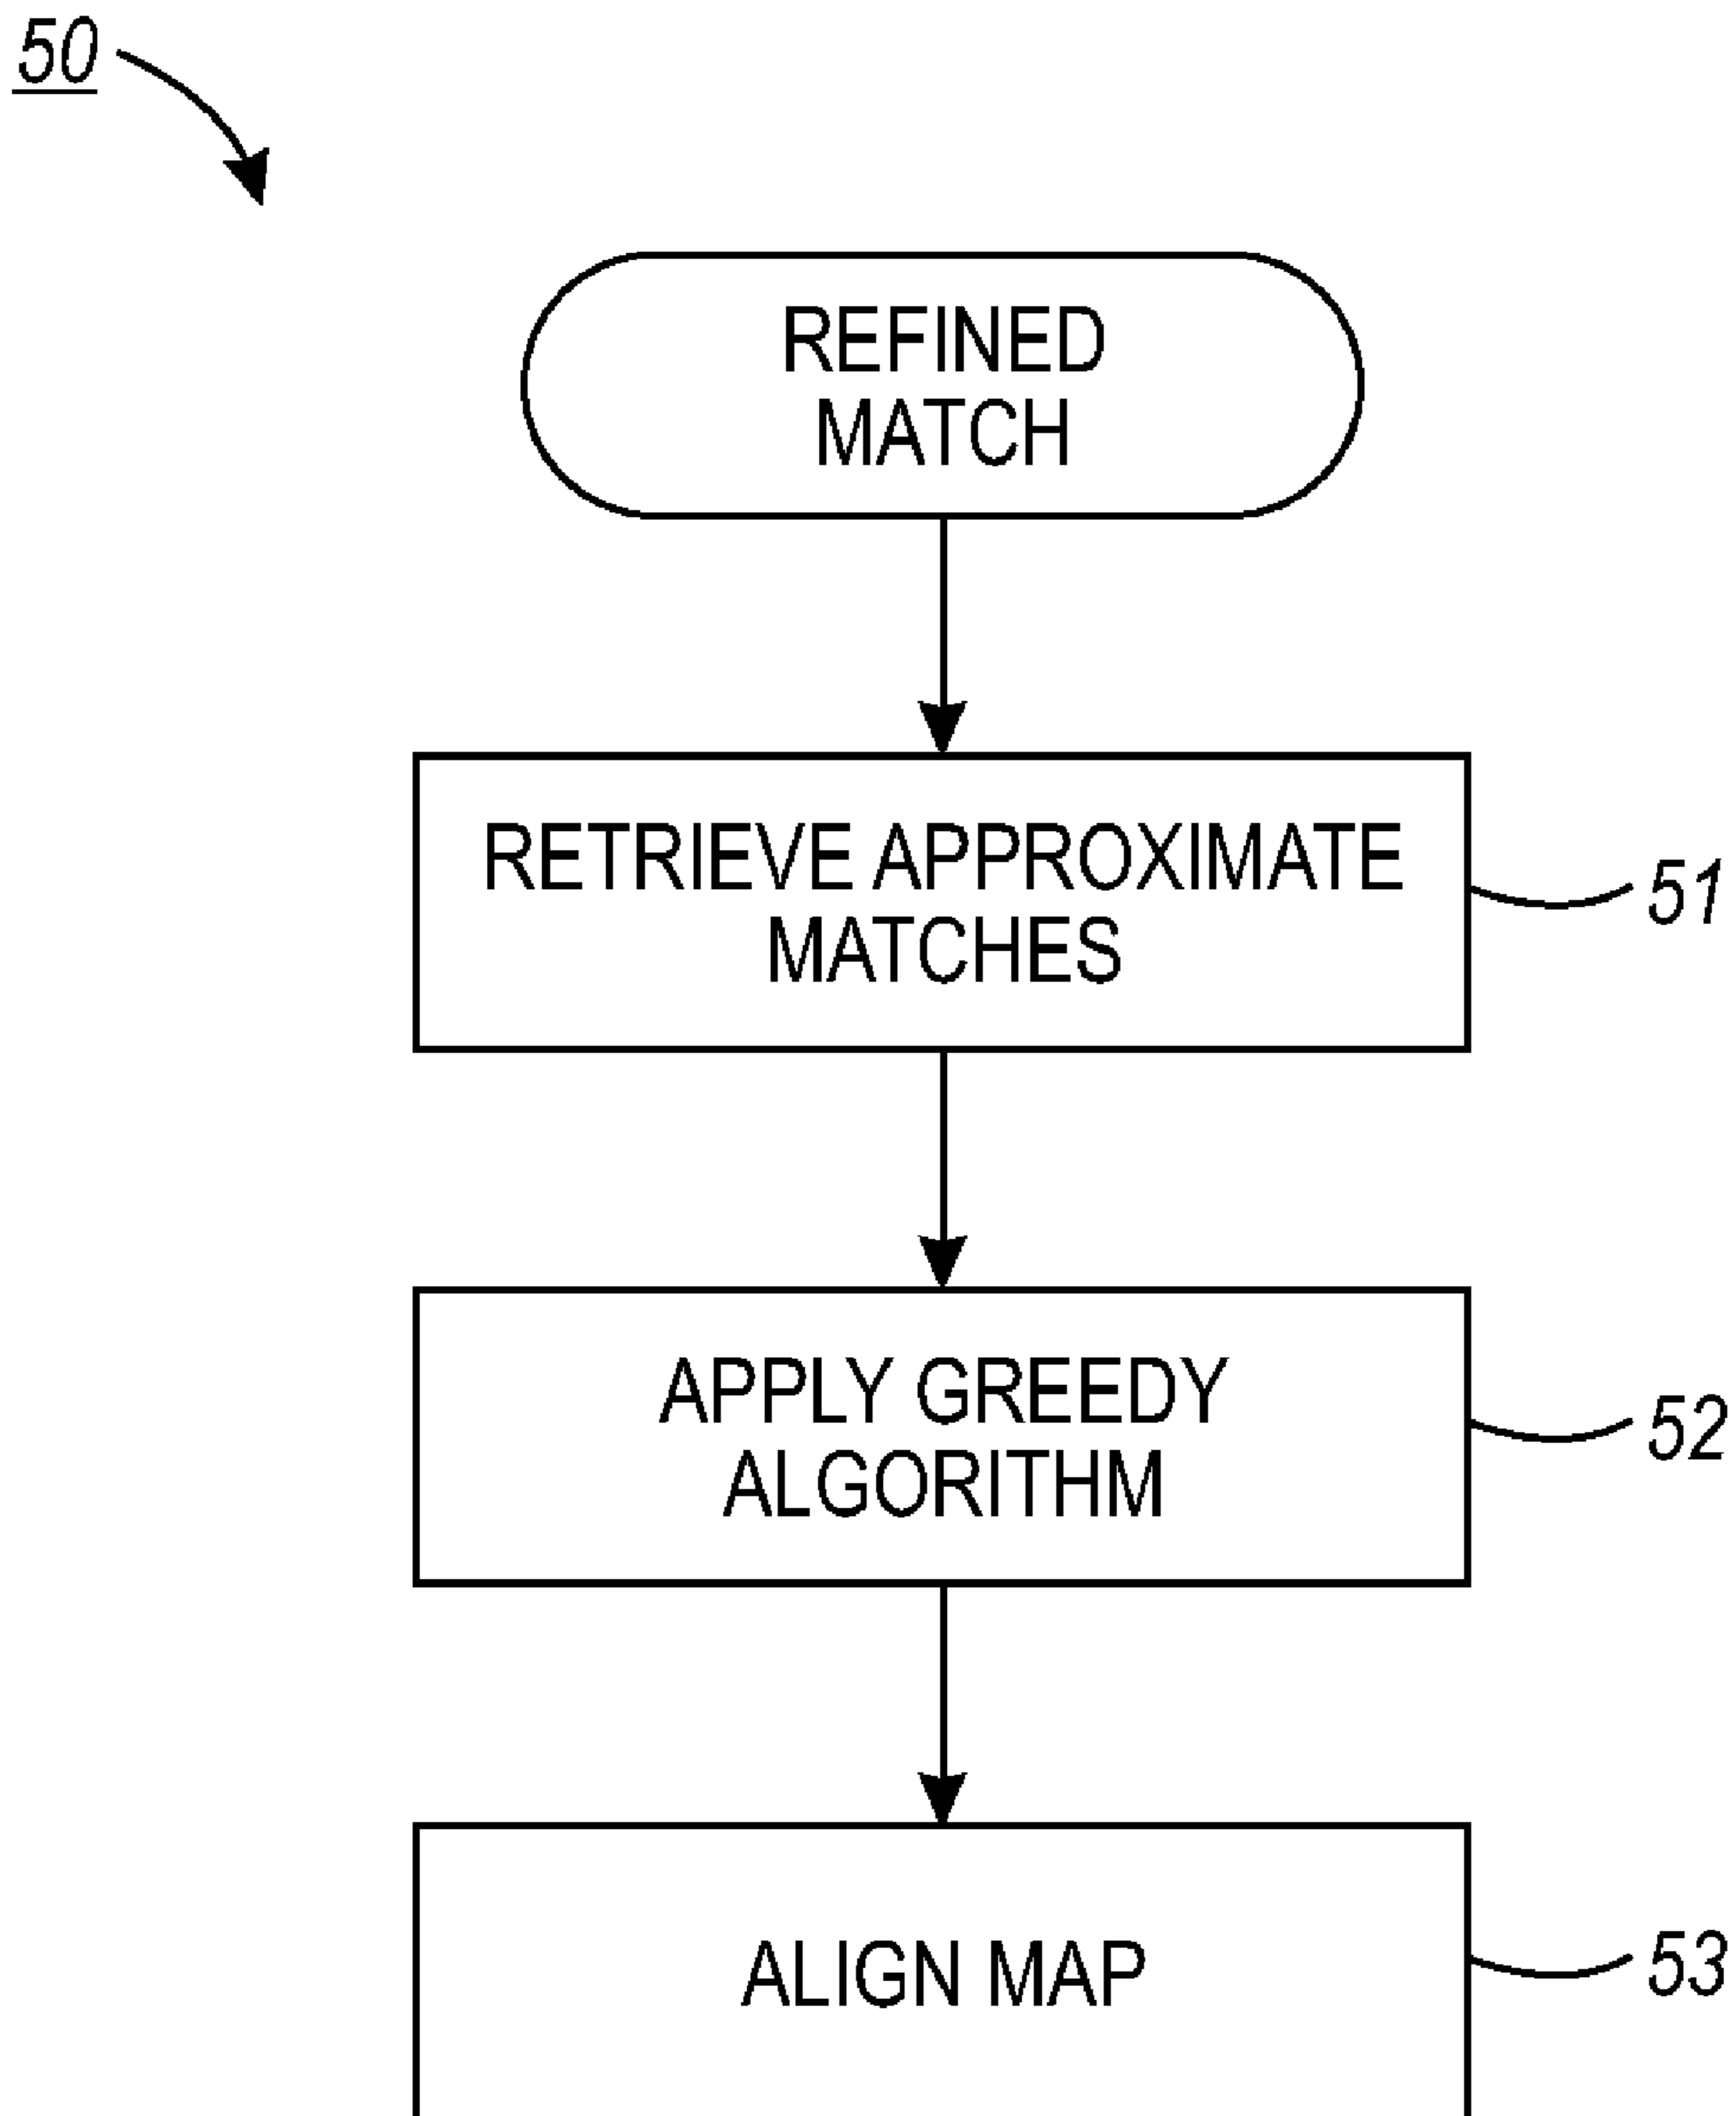 50
REFINED
MATCH
RETRIEVE APPROXIMATE
MATCHES
51
APPLY GREEDY
ALGORITHM
52
ALIGN MAP
53